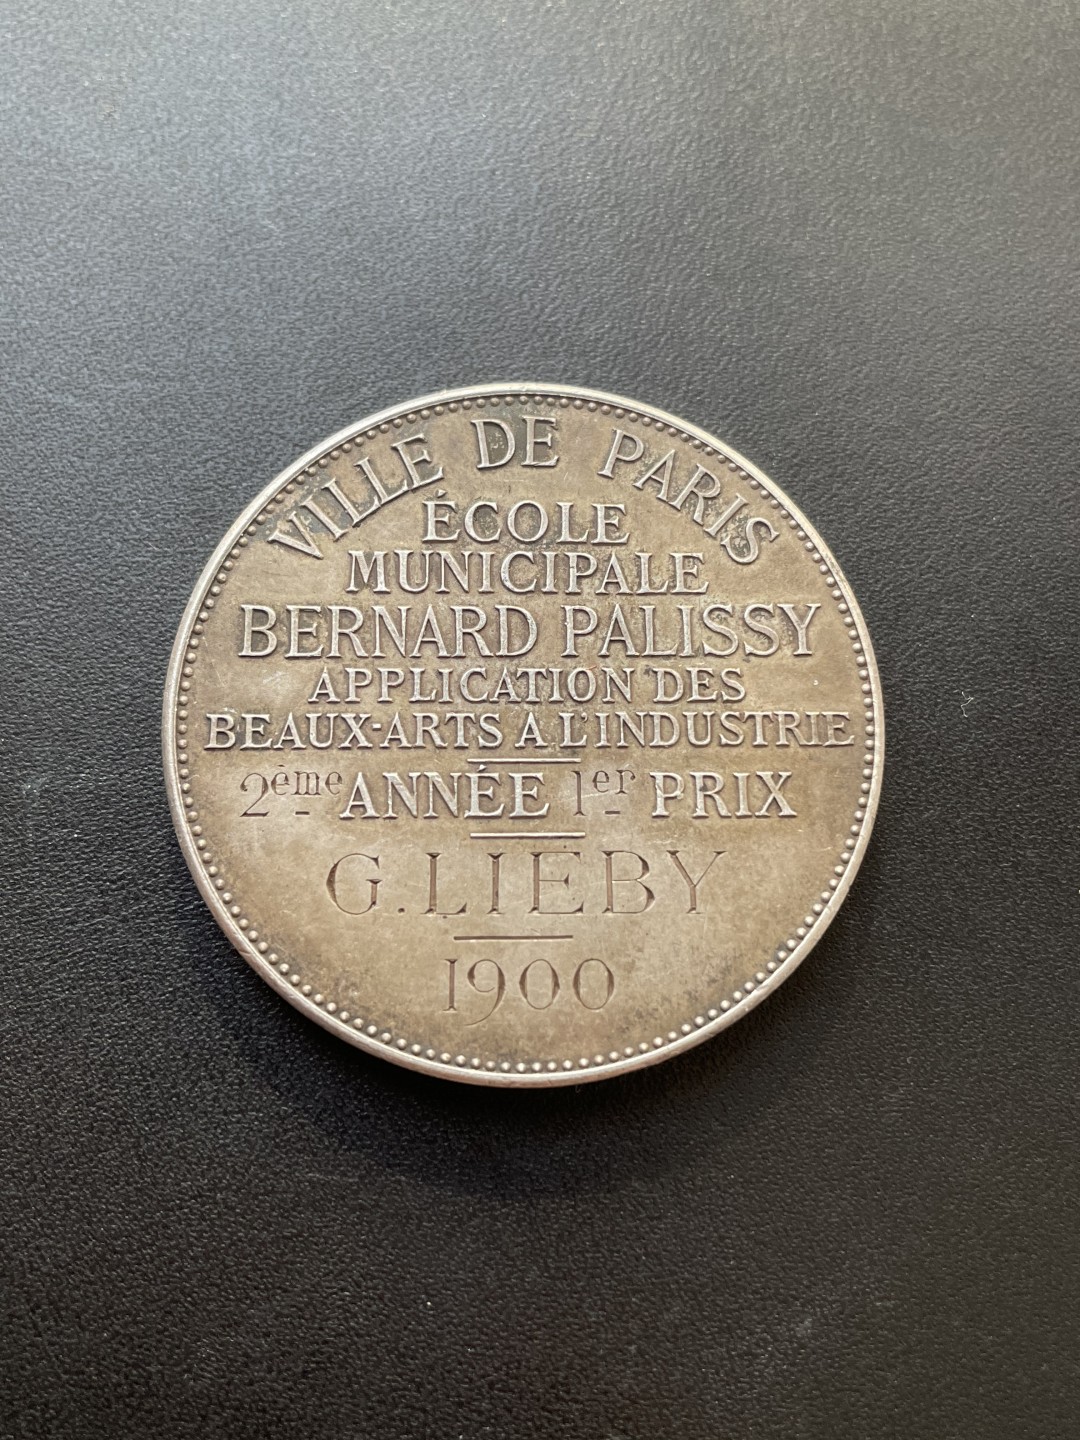 VILLE DE PARIS
ÉCOLE
MUNICIPALE
BERNARD PALISSY
APPLICATION DES
BEAUX-ARTS A L'INDUSTRIE
2ème ANNÉE 1er PRIX
G. LIEBY
1900